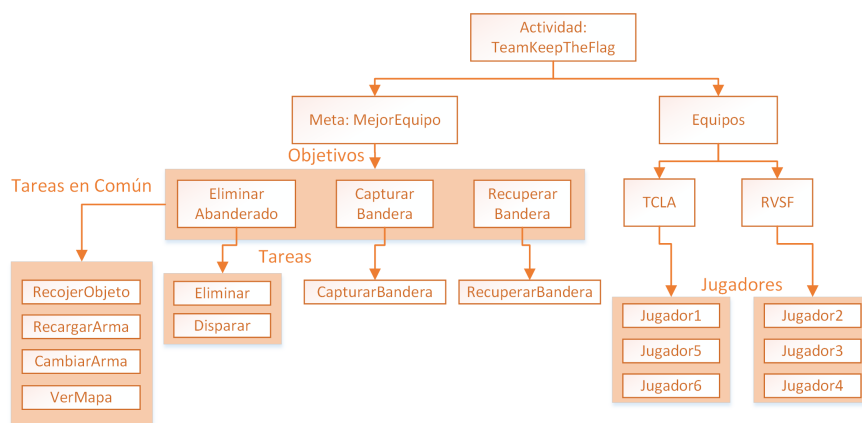 Actividad:
TeamKeepTheFlag
Meta: MejorEquipo
Equipos
Objetivos
Tareas en Común
Eliminar
Abanderado
Capturar
Bandera
Recuperar
Bandera
TCLA
RVSF
Tareas
Jugadores
RecojerObjeto
RecargarArma
CambiarArma
VerMapa
Eliminar
Disparar
CapturarBandera
RecuperarBandera
Jugador1
Jugador5
Jugador6
Jugador2
Jugador3
Jugador4